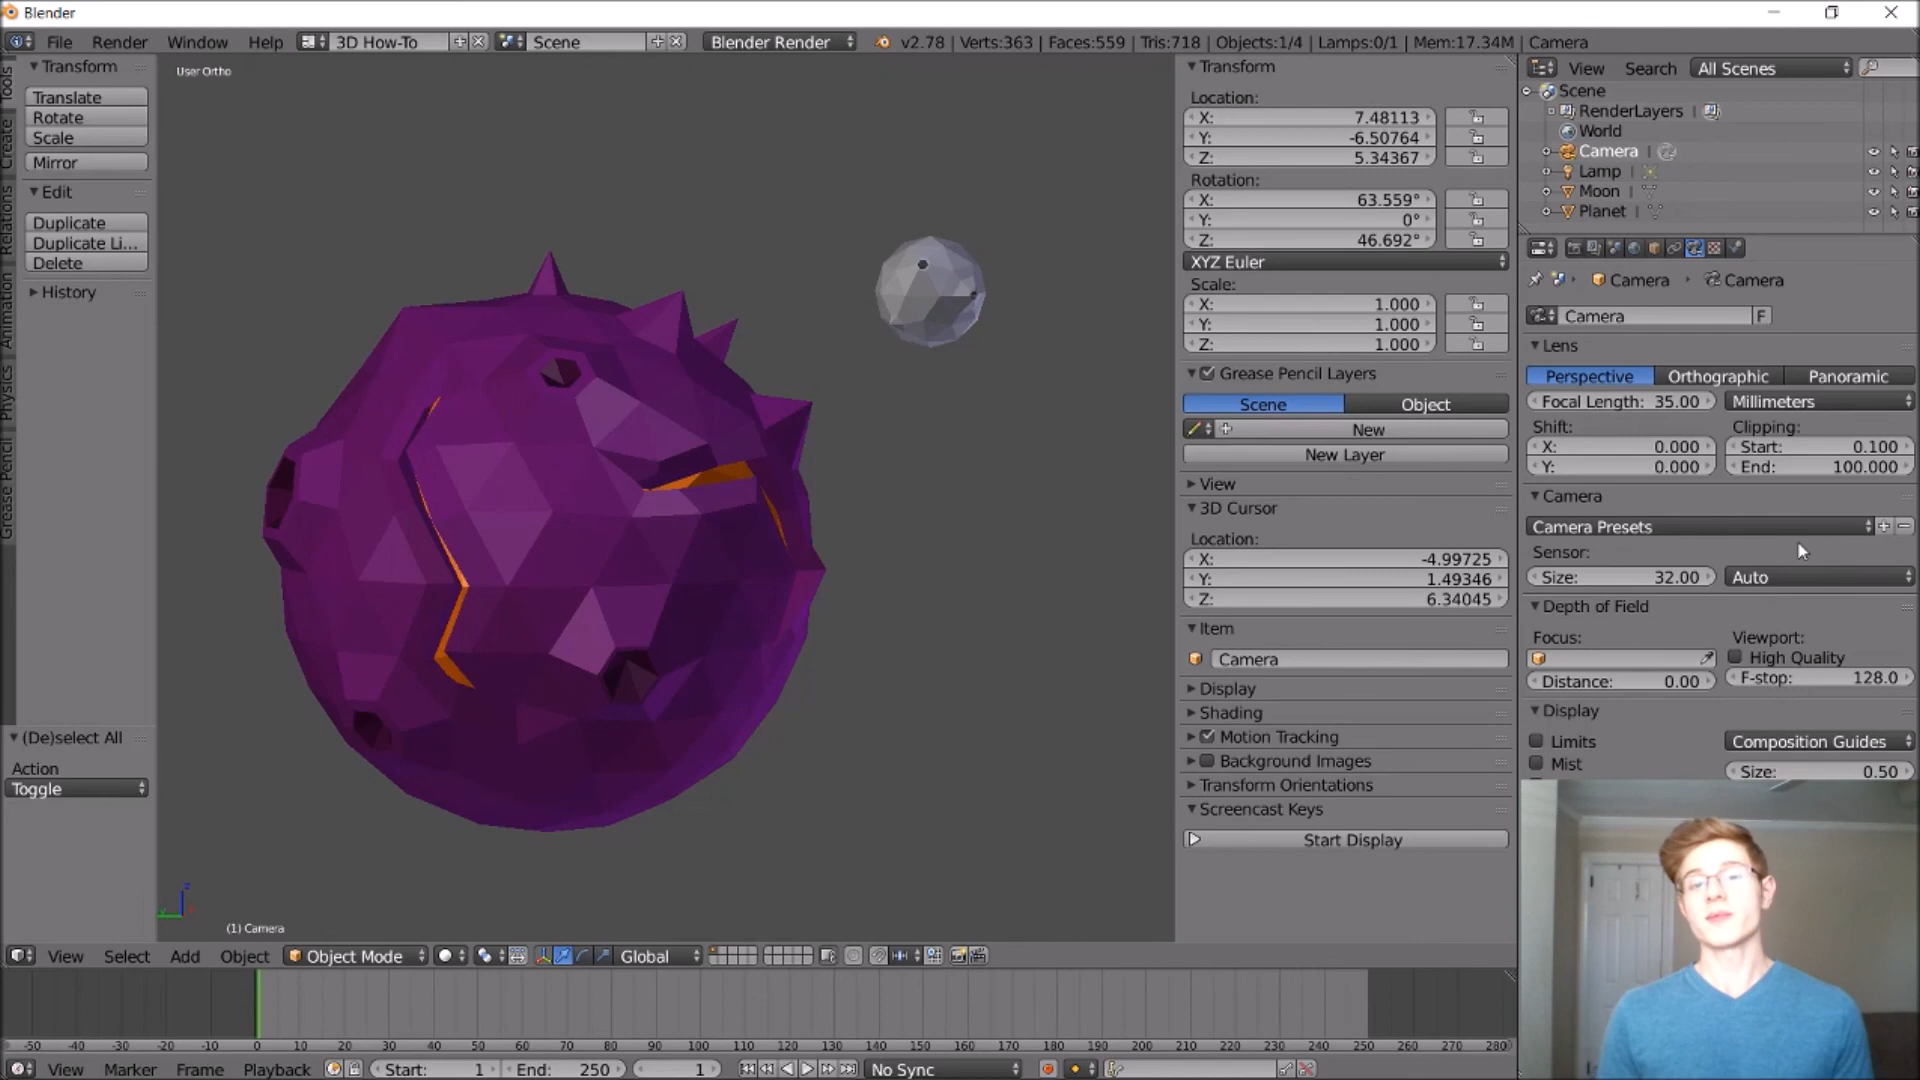 Blender
File Render Window Help 3D How-To Scene Blender Render v2.78 | Verts:363 | Faces:559 | Tris:718 | Objects:1/4 | Lamps:0/1 | Mem:17.34M | Camera
Tools
Create
Relations
Animation
Physics
Grease Pencil
Transform
Translate
Rotate
Scale
Mirror
Edit
Duplicate
Duplicate Li...
Delete
History
(De)select All
Action
Toggle
User Ortho
(1) Camera
Transform
Location:
X: 7.48113
Y: -6.50764
Z: 5.34367
Rotation:
X: 63.559°
Y: 0°
Z: 46.692°
XYZ Euler
Scale:
X: 1.000
Y: 1.000
Z: 1.000
Grease Pencil Layers
Scene Object
New
New Layer
View
3D Cursor
Location:
X: -4.99725
Y: 1.49346
Z: 6.34045
Item
Camera
Display
Shading
Motion Tracking
Background Images
Transform Orientations
Screencast Keys
Start Display
View Search All Scenes
Scene
RenderLayers
World
Camera
Lamp
Moon
Planet
Camera Camera
Camera F
Lens
Perspective Orthographic Panoramic
Focal Length: 35.00 Millimeters
Shift: Clipping:
X: 0.000 Start: 0.100
Y: 0.000 End: 100.000
Camera
Camera Presets
Sensor:
Size: 32.00 Auto
Depth of Field
Focus: Viewport:
High Quality
Distance: 0.00 F-stop: 128.0
Display
Limits Composition Guides
Mist Size: 0.50
View Select Add Object Object Mode Global
-50 -40 -30 -20 -10 0 10 20 30 40 50 60 70 80 90 100 110 120 130 140 150 160 170 180 190 200 210 220 230 240 250 260 270 280
View Marker Frame Playback Start: 1 End: 250 1 No Sync